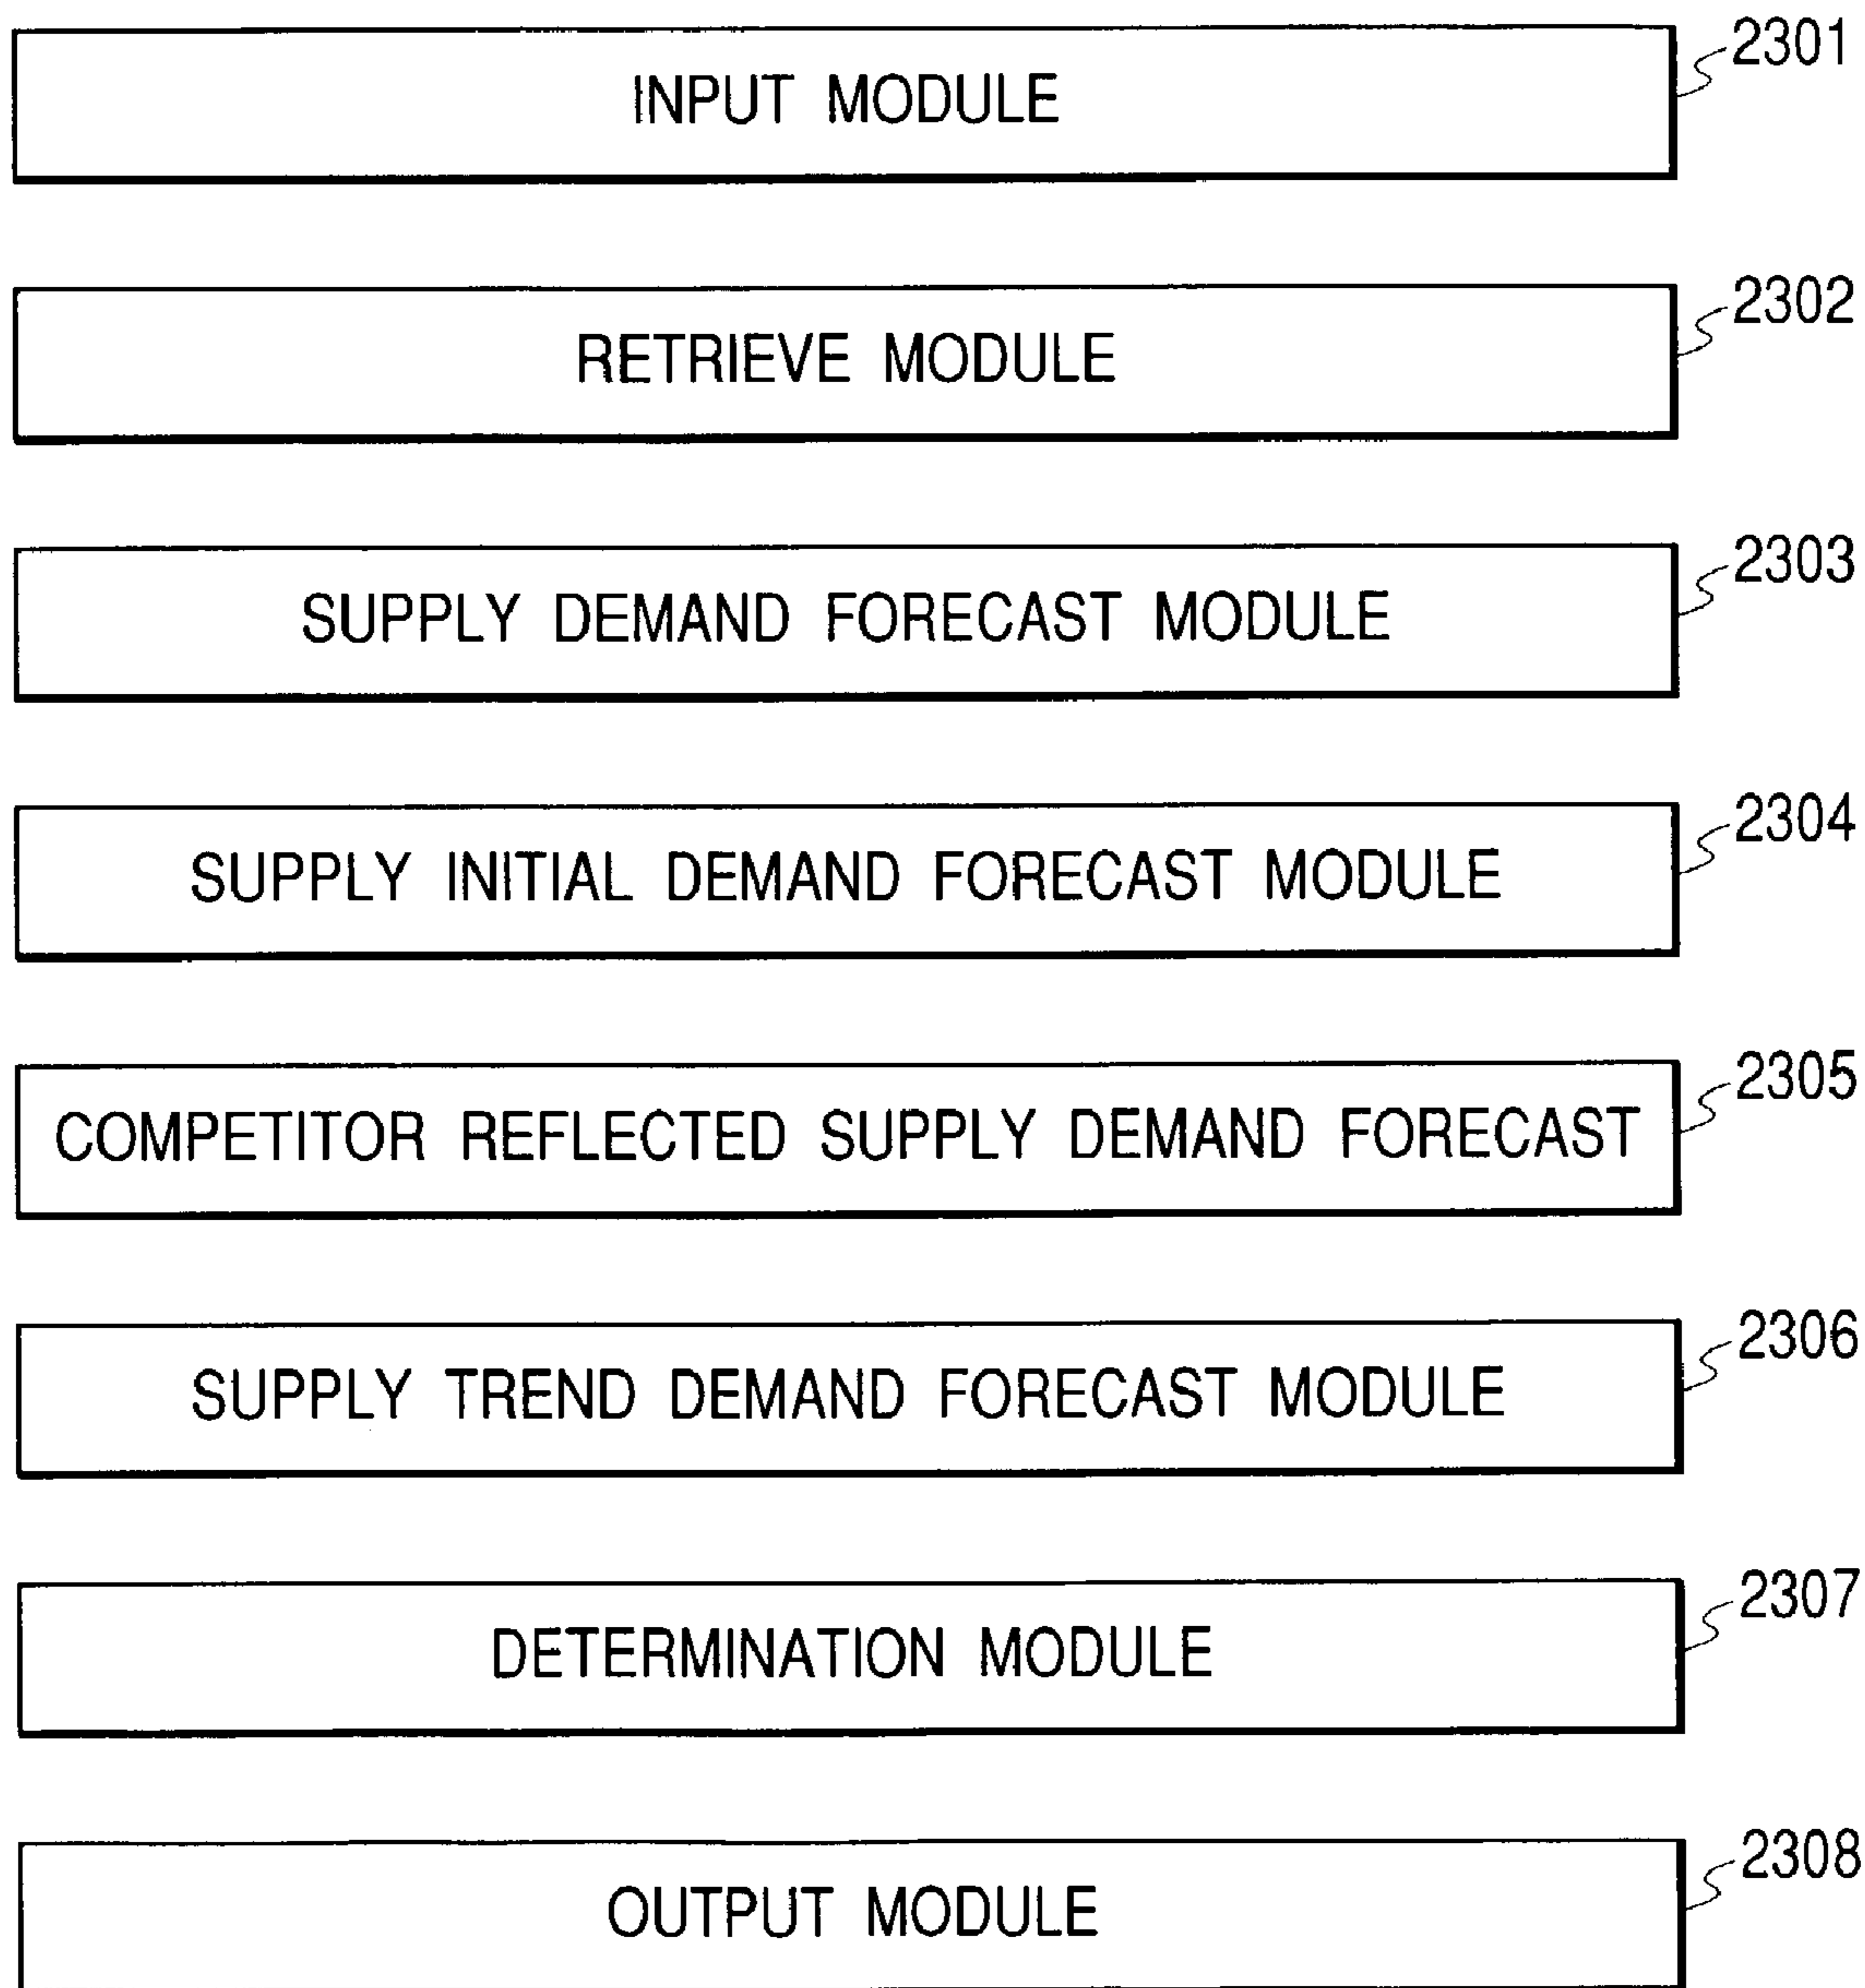 2301
INPUT MODULE
2302
RETRIEVE MODULE
2303
SUPPLY DEMAND FORECAST MODULE
2304
SUPPLY INITIAL DEMAND FORECAST MODULE
2305
COMPETITOR REFLECTED SUPPLY DEMAND FORECAST
2306
SUPPLY TREND DEMAND FORECAST MODULE
2307
DETERMINATION MODULE
2308
OUTPUT MODULE